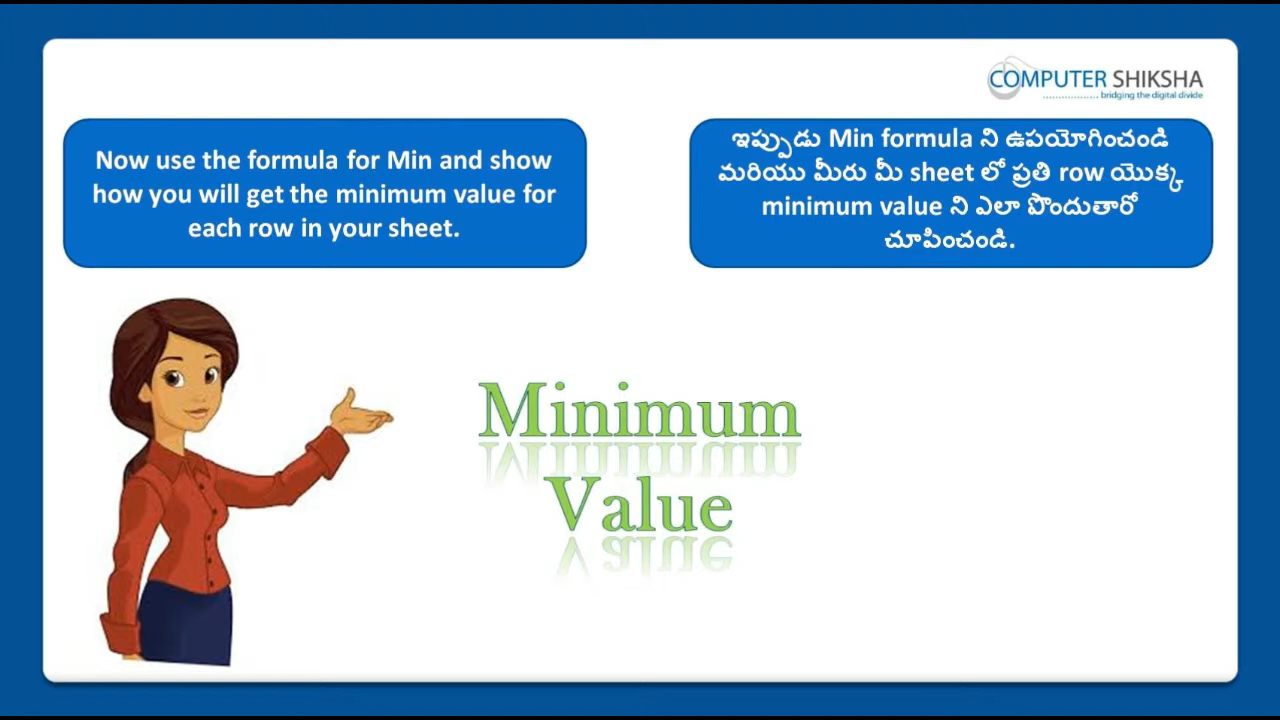 COMPUTER SHIKSHA
bridging the digital divide
Now use the formula for Min and show
how you will get the minimum value for
each row in your sheet.
ఇప్పుడు Min formula ని ఉపయోగించండి
మరియు మీరు మీ sheet లో ప్రతి row యొక్క
minimum value ని ఎలా పొందుతారో
చూపించండి.
Minimum
Value